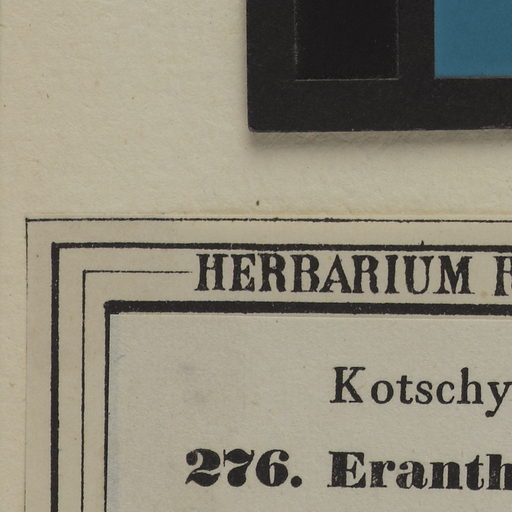 HERBARIUM
Kotschy
276. Eranth